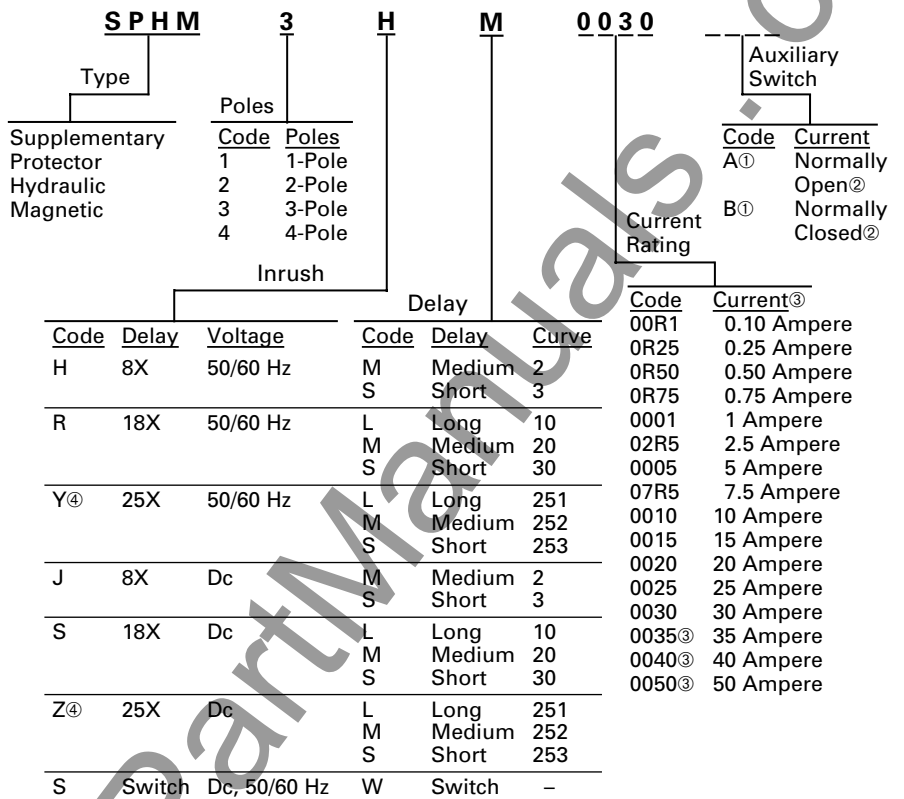 SPHM 3 H M 0030
Type
Supplementary
Protector
Hydraulic
Magnetic
Poles
Code Poles
1 1-Pole
2 2-Pole
3 3-Pole
4 4-Pole
Auxiliary
Switch
Code Current
A① Normally
Open②
B① Normally
Closed②
Inrush
Code Delay Voltage
H 8X 50/60 Hz
R 18X 50/60 Hz
Y④ 25X 50/60 Hz
J 8X Dc
S 18X Dc
Z④ 25X Dc
S Switch Dc, 50/60 Hz
Delay
Code Delay Curve
M Medium 2
S Short 3
L Long 10
M Medium 20
S Short 30
L Long 251
M Medium 252
S Short 253
M Medium 2
S Short 3
L Long 10
M Medium 20
S Short 30
L Long 251
M Medium 252
S Short 253
W Switch –
Current
Rating
Code Current③
00R1 0.10 Ampere
0R25 0.25 Ampere
0R50 0.50 Ampere
0R75 0.75 Ampere
0001 1 Ampere
02R5 2.5 Ampere
0005 5 Ampere
07R5 7.5 Ampere
0010 10 Ampere
0015 15 Ampere
0020 20 Ampere
0025 25 Ampere
0030 30 Ampere
0035③ 35 Ampere
0040③ 40 Ampere
0050③ 50 Ampere
PartManuals . o